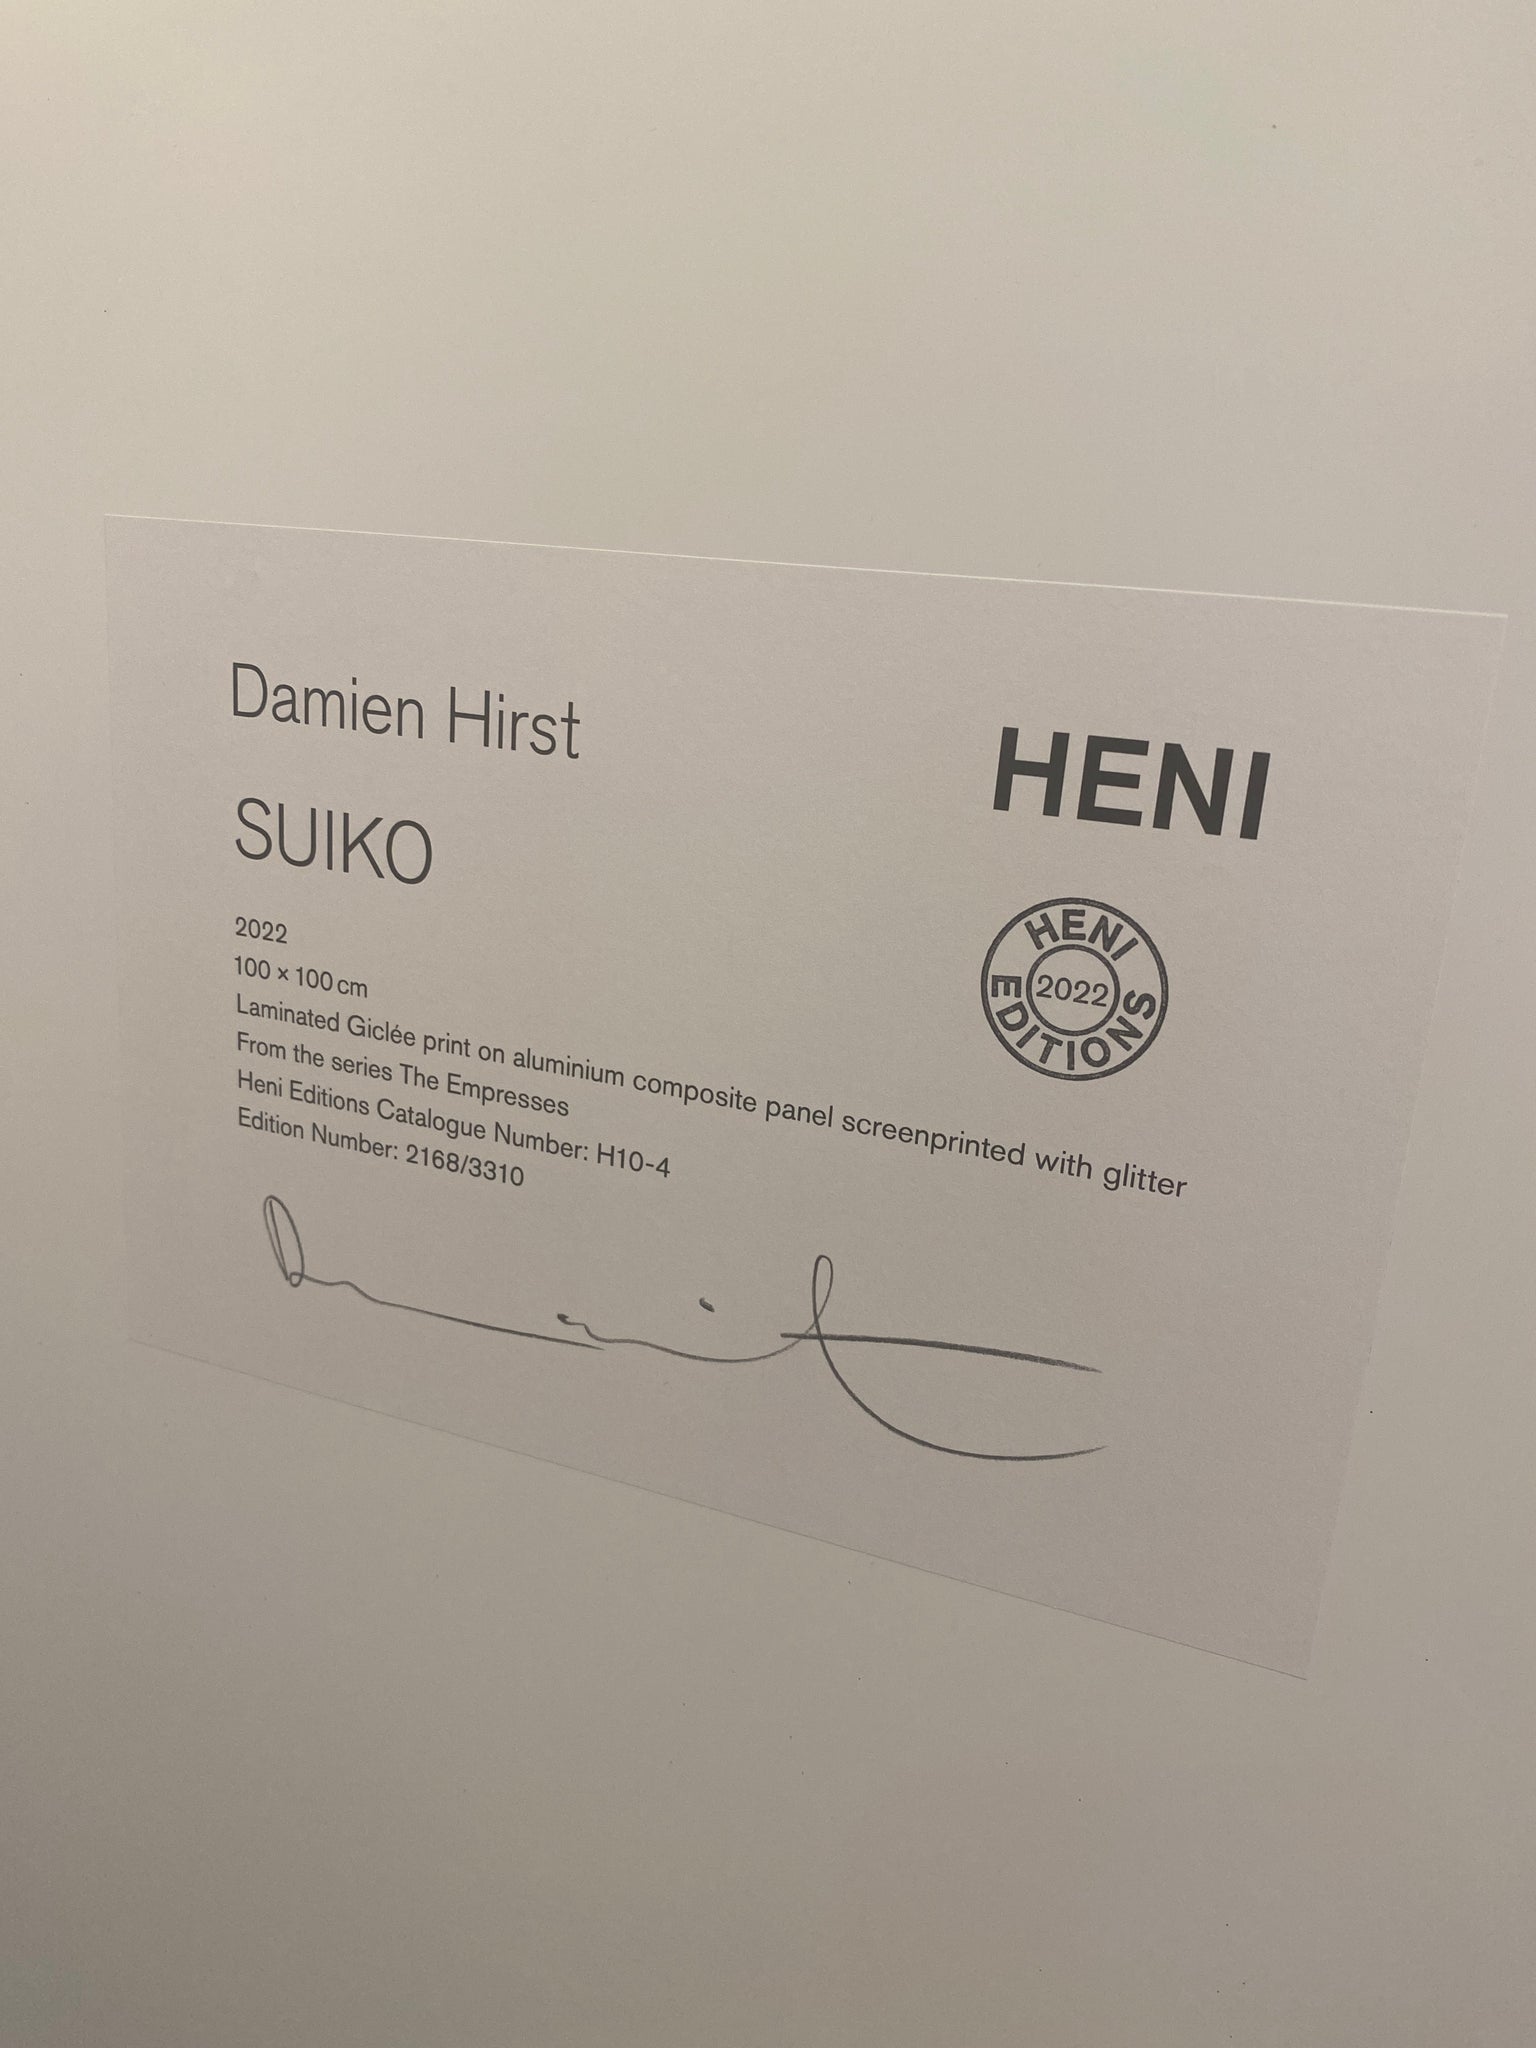 Damien Hirst
SUIKO
2022
100 × 100 cm
Laminated Giclée print on aluminium composite panel screenprinted with glitter
From the series The Empresses
Heni Editions Catalogue Number: H10-4
Edition Number: 2168/3310
HENI
HENI
2022
EDITIONS